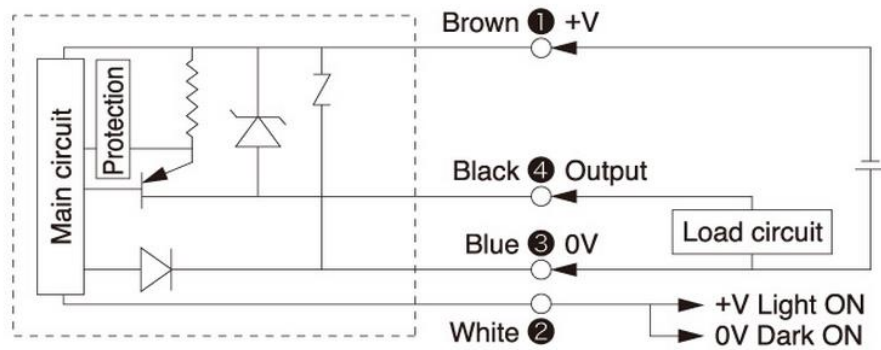 Brown ❶ +V
Main circuit
Protection
Black ❹ Output
Blue ❸ 0V
Load circuit
+V Light ON
White ❷
0V Dark ON